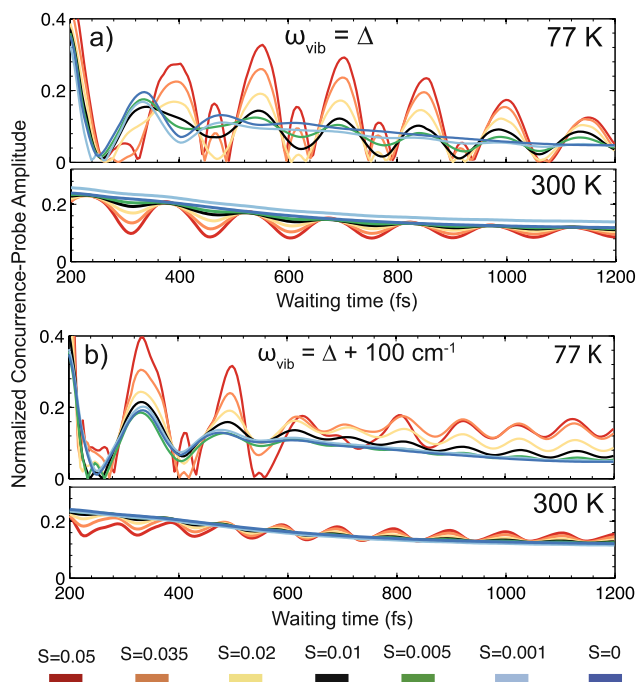 a) ω_vib = Δ 77 K
0.4
0.2
0
300 K
0.2
0
200 400 600 800 1000 1200
Waiting time (fs)
Normalized Concurrence-Probe Amplitude
b) ω_vib = Δ + 100 cm⁻¹ 77 K
0.4
0.2
0
300 K
0.2
0
200 400 600 800 1000 1200
Waiting time (fs)
S=0.05 S=0.035 S=0.02 S=0.01 S=0.005 S=0.001 S=0